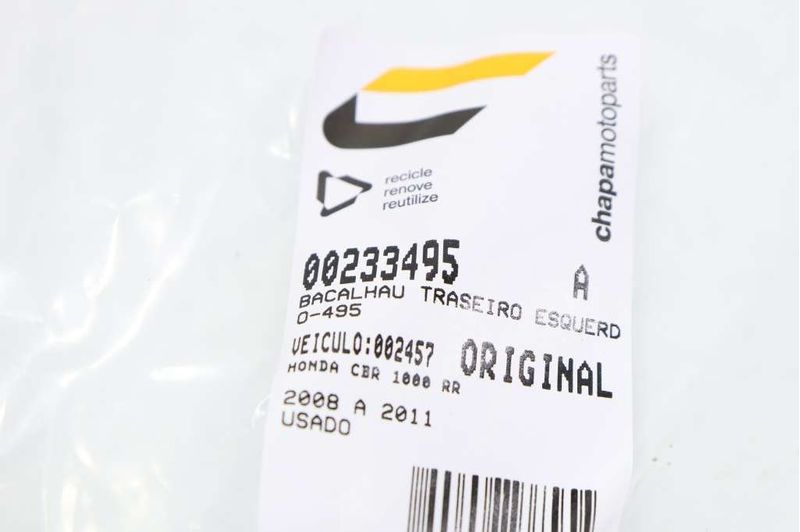 chapamotoparts
recicle
renove
reutilize
00233495 A
BACALHAU TRASEIRO ESQUERD
O-495
VEICULO:002457 ORIGINAL
HONDA CBR 1000 RR
2008 A 2011
USADO